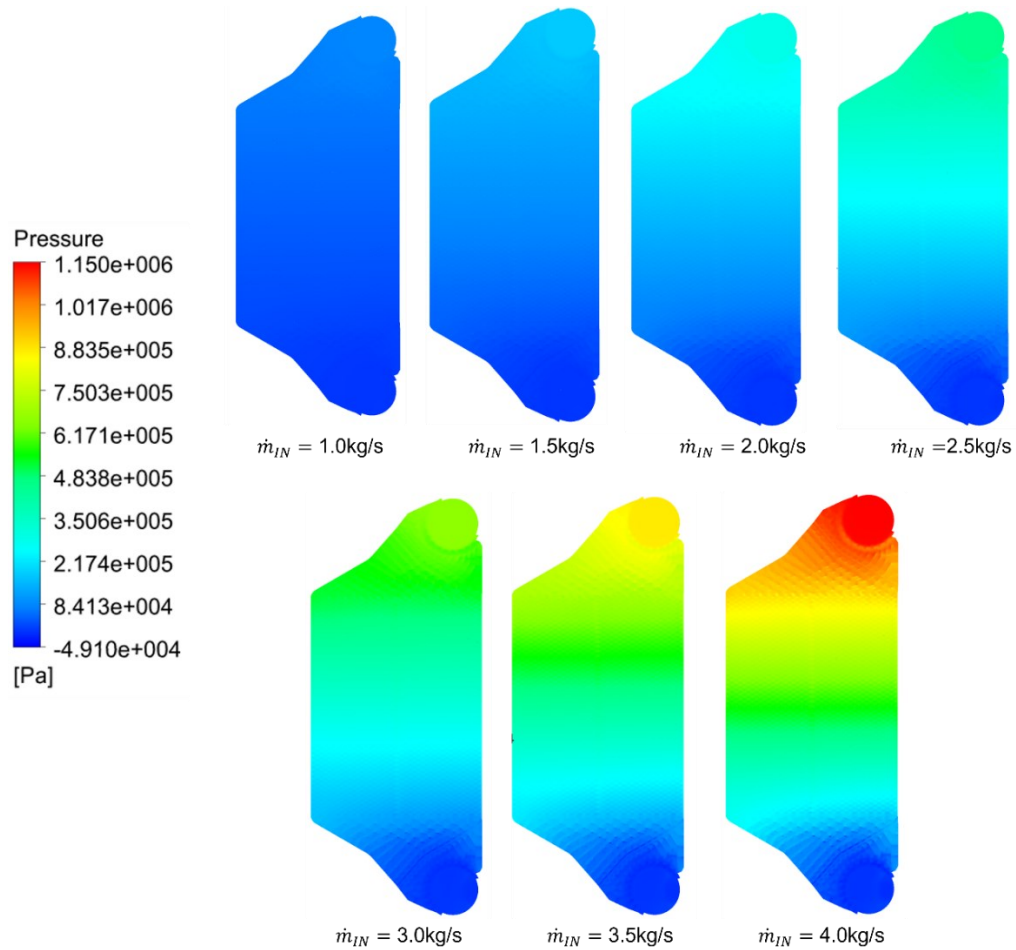 Pressure
1.150e+006
1.017e+006
8.835e+005
7.503e+005
6.171e+005
4.838e+005
3.506e+005
2.174e+005
8.413e+004
-4.910e+004
[Pa]
ṁ_IN = 1.0kg/s
ṁ_IN = 1.5kg/s
ṁ_IN = 2.0kg/s
ṁ_IN =2.5kg/s
ṁ_IN = 3.0kg/s
ṁ_IN = 3.5kg/s
ṁ_IN = 4.0kg/s